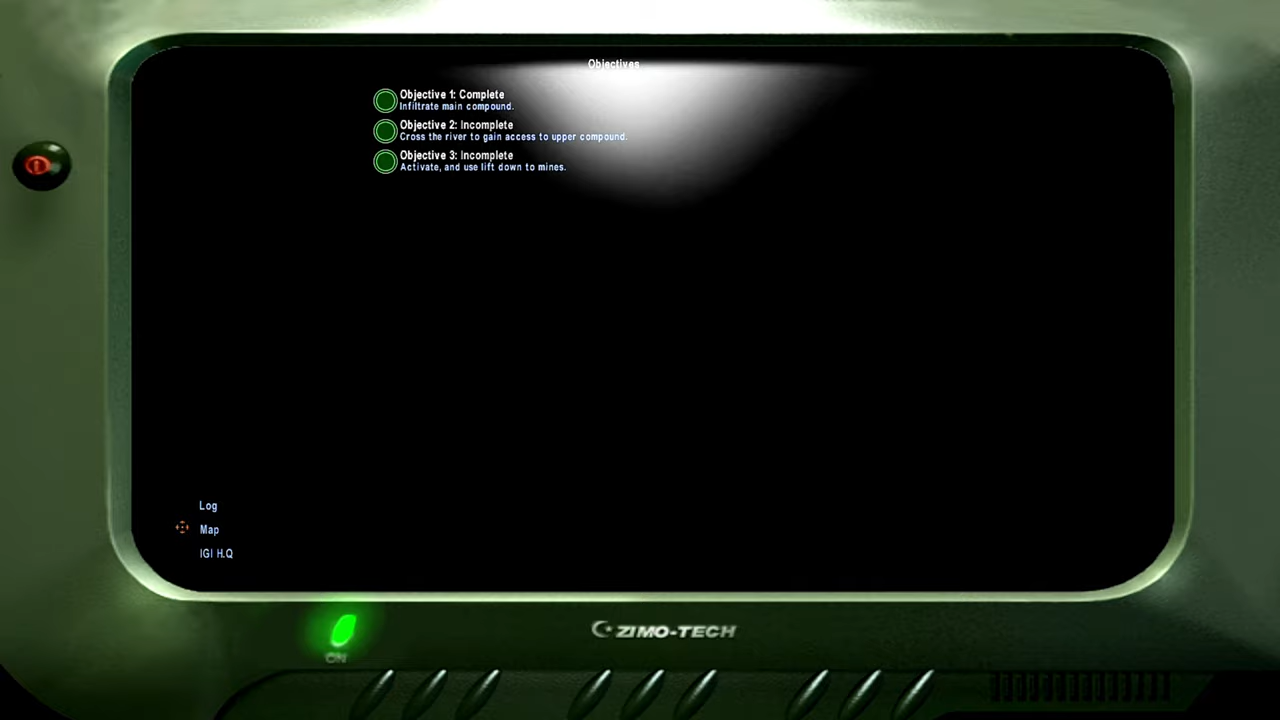 Objectives
Objective 1: Complete
Infiltrate main compound.
Objective 2: Incomplete
Cross the river to gain access to upper compound.
Objective 3: Incomplete
Activate, and use lift down to mines.
Log
Map
IGI H.Q
ZIMO-TECH
ON